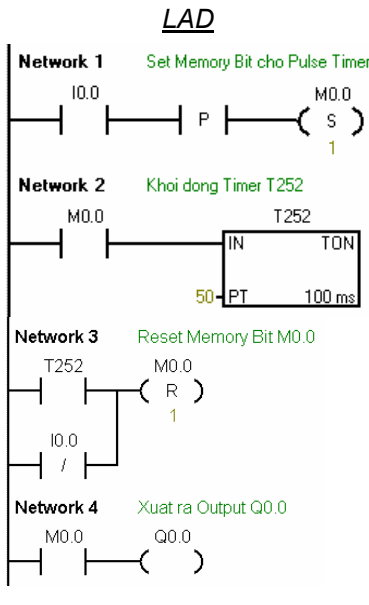 LAD
Network 1 Set Memory Bit cho Pulse Timer
I0.0 M0.0
P S
1
Network 2 Khoi dong Timer T252
M0.0 T252
IN TON
50 PT 100 ms
Network 3 Reset Memory Bit M0.0
T252 M0.0
R
1
I0.0
/
Network 4 Xuat ra Output Q0.0
M0.0 Q0.0